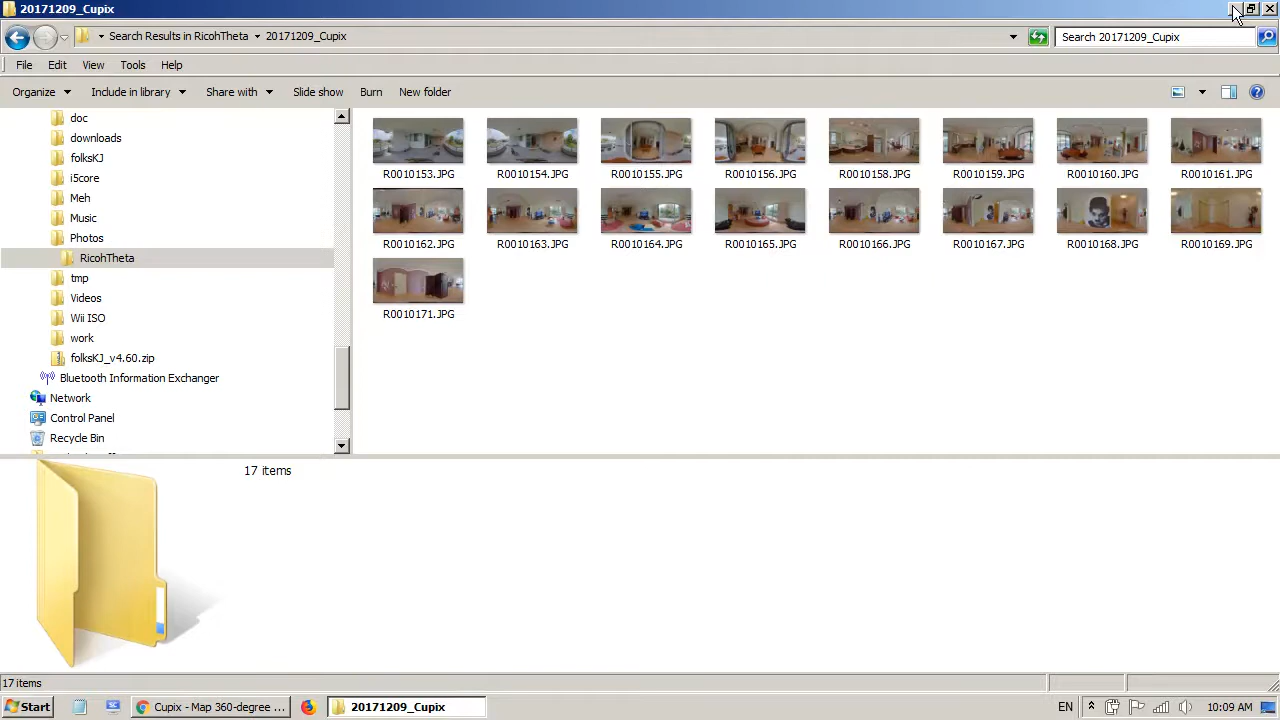 20171209_Cupix
Search Results in RicohTheta 20171209_Cupix
Search 20171209_Cupix
File Edit View Tools Help
Organize Include in library Share with Slide show Burn New folder
doc
downloads
folksKJ
i5core
Meh
Music
Photos
RicohTheta
tmp
Videos
Wii ISO
work
folksKJ_v4.60.zip
Bluetooth Information Exchanger
Network
Control Panel
Recycle Bin
R0010153.JPG R0010154.JPG R0010155.JPG R0010156.JPG R0010158.JPG R0010159.JPG R0010160.JPG R0010161.JPG
R0010162.JPG R0010163.JPG R0010164.JPG R0010165.JPG R0010166.JPG R0010167.JPG R0010168.JPG R0010169.JPG
R0010171.JPG
17 items
17 items
Start Cupix - Map 360-degree ... 20171209_Cupix EN 10:09 AM